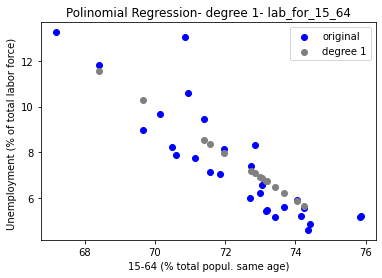 Polinomial Regression- degree 1- lab_for_15_64
original
degree 1
Unemployment (% of total labor force)
12
10
8
6
68
70
72
74
76
15-64 (% total popul. same age)